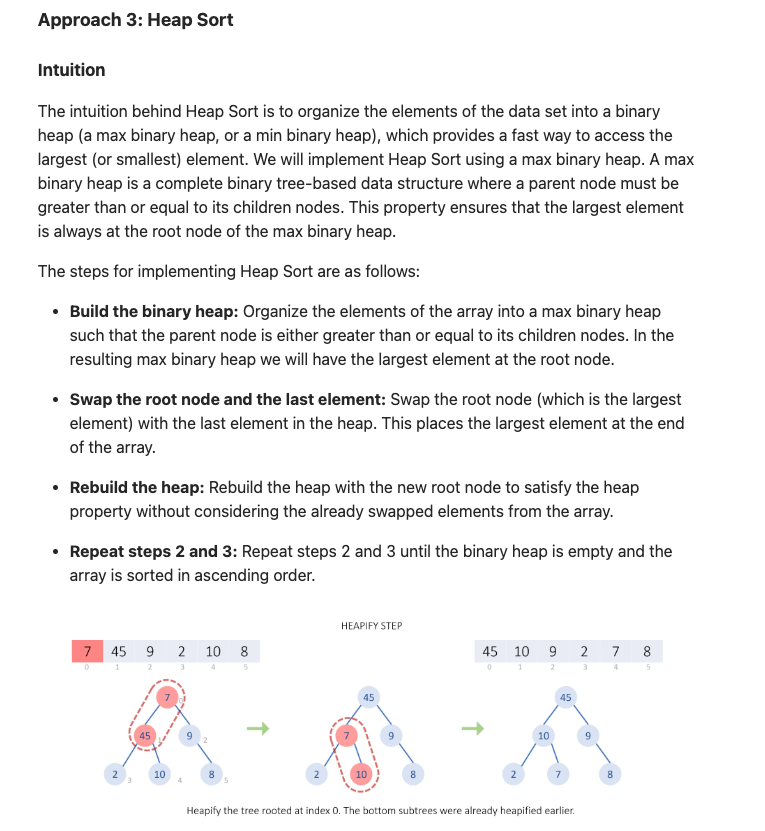 Approach 3: Heap Sort
Intuition
The intuition behind Heap Sort is to organize the elements of the data set into a binary
heap (a max binary heap, or a min binary heap), which provides a fast way to access the
largest (or smallest) element. We will implement Heap Sort using a max binary heap. A max
binary heap is a complete binary tree-based data structure where a parent node must be
greater than or equal to its children nodes. This property ensures that the largest element
is always at the root node of the max binary heap.
The steps for implementing Heap Sort are as follows:
• Build the binary heap: Organize the elements of the array into a max binary heap
such that the parent node is either greater than or equal to its children nodes. In the
resulting max binary heap we will have the largest element at the root node.
• Swap the root node and the last element: Swap the root node (which is the largest
element) with the last element in the heap. This places the largest element at the end
of the array.
• Rebuild the heap: Rebuild the heap with the new root node to satisfy the heap
property without considering the already swapped elements from the array.
• Repeat steps 2 and 3: Repeat steps 2 and 3 until the binary heap is empty and the
array is sorted in ascending order.
HEAPIFY STEP
7 45 9 2 10 8
0 1 2 3 4 5
45 10 9 2 7 8
0 1 2 3 4 5
7 0
45 1 9 2
2 3 10 4 8 5
45
7 9
2 10 8
45
10 9
2 7 8
Heapify the tree rooted at index 0. The bottom subtrees were already heapified earlier.